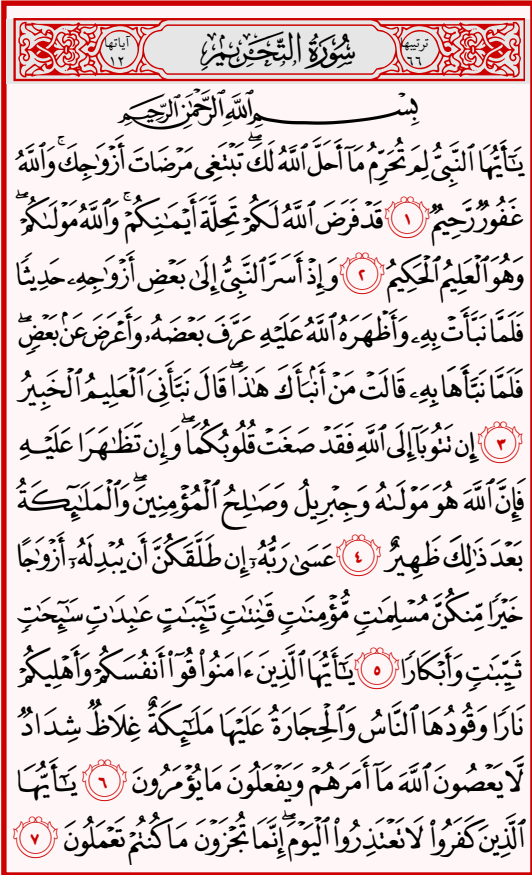 ترتيبها ٦٦ سُورَةُ التَّحْرِيمِ آياتها ١٢
بِسْمِ ٱللَّهِ ٱلرَّحْمَٰنِ ٱلرَّحِيمِ
يَٰٓأَيُّهَا ٱلنَّبِىُّ لِمَ تُحَرِّمُ مَآ أَحَلَّ ٱللَّهُ لَكَۖ تَبْتَغِى مَرْضَاتَ أَزْوَٰجِكَۚ وَٱللَّهُ
غَفُورٌ رَّحِيمٌ ١ قَدْ فَرَضَ ٱللَّهُ لَكُمْ تَحِلَّةَ أَيْمَٰنِكُمْۚ وَٱللَّهُ مَوْلَىٰكُمْۖ
وَهُوَ ٱلْعَلِيمُ ٱلْحَكِيمُ ٢ وَإِذْ أَسَرَّ ٱلنَّبِىُّ إِلَىٰ بَعْضِ أَزْوَٰجِهِۦ حَدِيثًا
فَلَمَّا نَبَّأَتْ بِهِۦ وَأَظْهَرَهُ ٱللَّهُ عَلَيْهِ عَرَّفَ بَعْضَهُۥ وَأَعْرَضَ عَنۢ بَعْضٍۖ
فَلَمَّا نَبَّأَهَا بِهِۦ قَالَتْ مَنْ أَنۢبَأَكَ هَٰذَاۖ قَالَ نَبَّأَنِىَ ٱلْعَلِيمُ ٱلْخَبِيرُ
٣ إِن تَتُوبَآ إِلَى ٱللَّهِ فَقَدْ صَغَتْ قُلُوبُكُمَاۖ وَإِن تَظَٰهَرَا عَلَيْهِ
فَإِنَّ ٱللَّهَ هُوَ مَوْلَىٰهُ وَجِبْرِيلُ وَصَٰلِحُ ٱلْمُؤْمِنِينَۖ وَٱلْمَلَٰٓئِكَةُ
بَعْدَ ذَٰلِكَ ظَهِيرٌ ٤ عَسَىٰ رَبُّهُۥٓ إِن طَلَّقَكُنَّ أَن يُبْدِلَهُۥٓ أَزْوَٰجًا
خَيْرًا مِّنكُنَّ مُسْلِمَٰتٍ مُّؤْمِنَٰتٍ قَٰنِتَٰتٍ تَٰٓئِبَٰتٍ عَٰبِدَٰتٍ سَٰٓئِحَٰتٍ
ثَيِّبَٰتٍ وَأَبْكَارًا ٥ يَٰٓأَيُّهَا ٱلَّذِينَ ءَامَنُوا۟ قُوٓا۟ أَنفُسَكُمْ وَأَهْلِيكُمْ
نَارًا وَقُودُهَا ٱلنَّاسُ وَٱلْحِجَارَةُ عَلَيْهَا مَلَٰٓئِكَةٌ غِلَاظٌ شِدَادٌ
لَّا يَعْصُونَ ٱللَّهَ مَآ أَمَرَهُمْ وَيَفْعَلُونَ مَا يُؤْمَرُونَ ٦ يَٰٓأَيُّهَا
ٱلَّذِينَ كَفَرُوا۟ لَا تَعْتَذِرُوا۟ ٱلْيَوْمَۖ إِنَّمَا تُجْزَوْنَ مَا كُنتُمْ تَعْمَلُونَ ٧